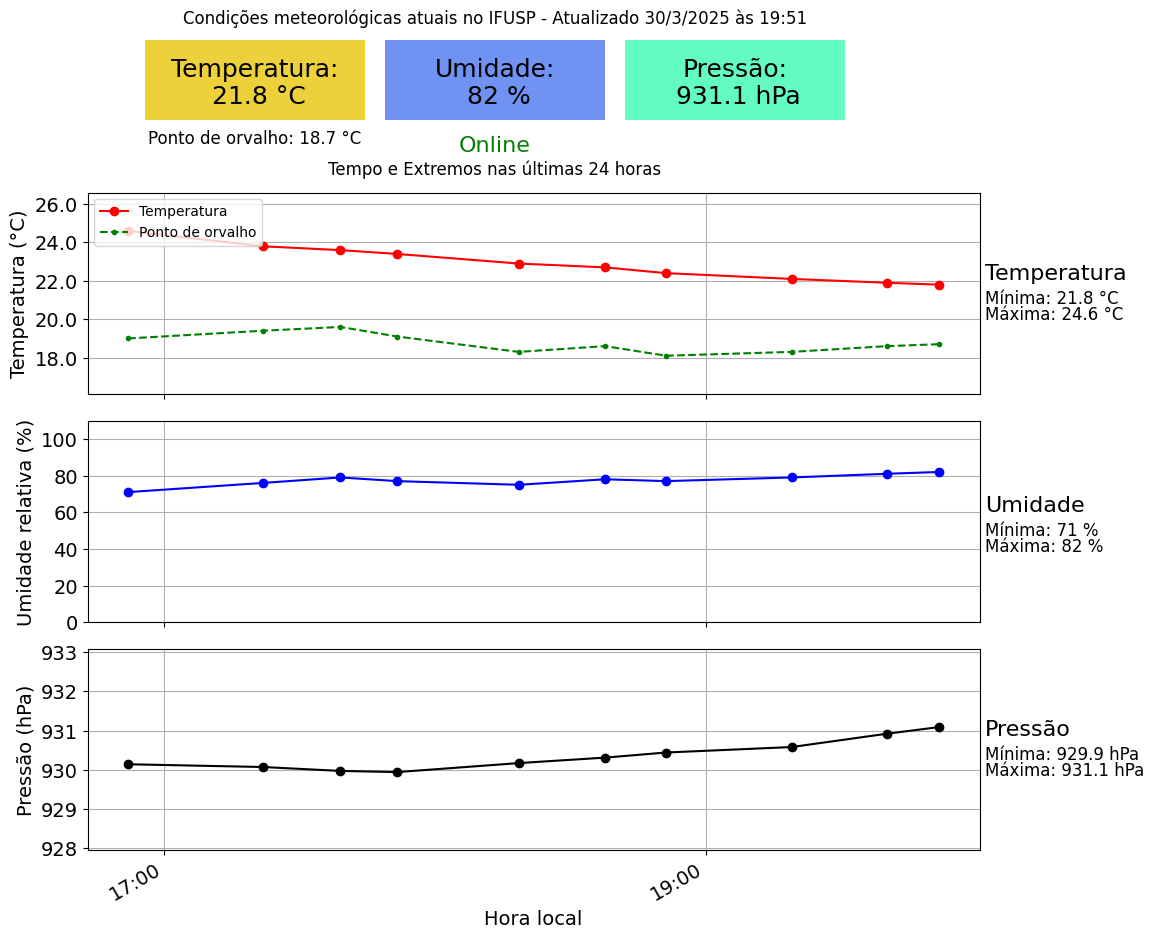 Condições meteorológicas atuais no IFUSP - Atualizado 30/3/2025 às 19:51
Temperatura:
21.8 °C
Umidade:
82 %
Pressão:
931.1 hPa
Ponto de orvalho: 18.7 °C
Online
Tempo e Extremos nas últimas 24 horas
Temperatura (°C)
26.0
24.0
22.0
20.0
18.0
Temperatura
Ponto de orvalho
Temperatura
Mínima: 21.8 °C
Máxima: 24.6 °C
Umidade relativa (%)
100
80
60
40
20
0
Umidade
Mínima: 71 %
Máxima: 82 %
Pressão (hPa)
933
932
931
930
929
928
Pressão
Mínima: 929.9 hPa
Máxima: 931.1 hPa
17:00
19:00
Hora local